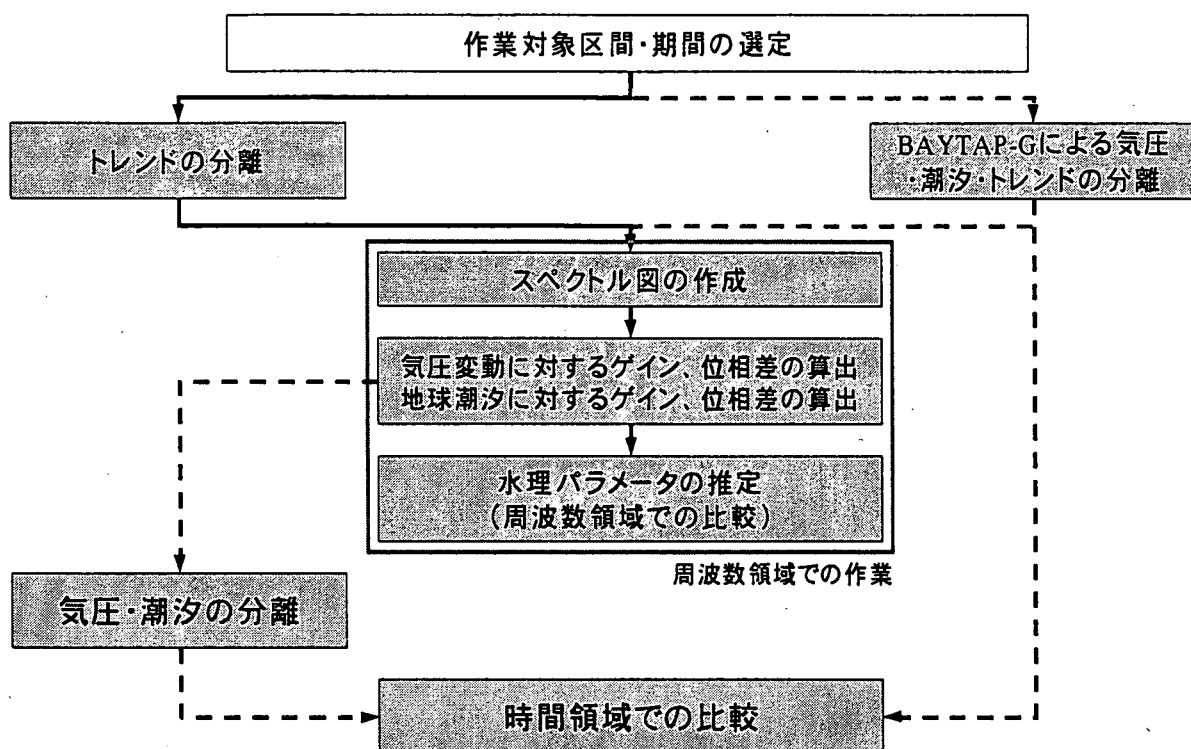 作業対象区間・期間の選定
トレンドの分離
BAYTAP-Gによる気圧
・潮汐・トレンドの分離
スペクトル図の作成
気圧変動に対するゲイン、位相差の算出
地球潮汐に対するゲイン、位相差の算出
水理パラメータの推定
(周波数領域での比較)
周波数領域での作業
気圧・潮汐の分離
時間領域での比較